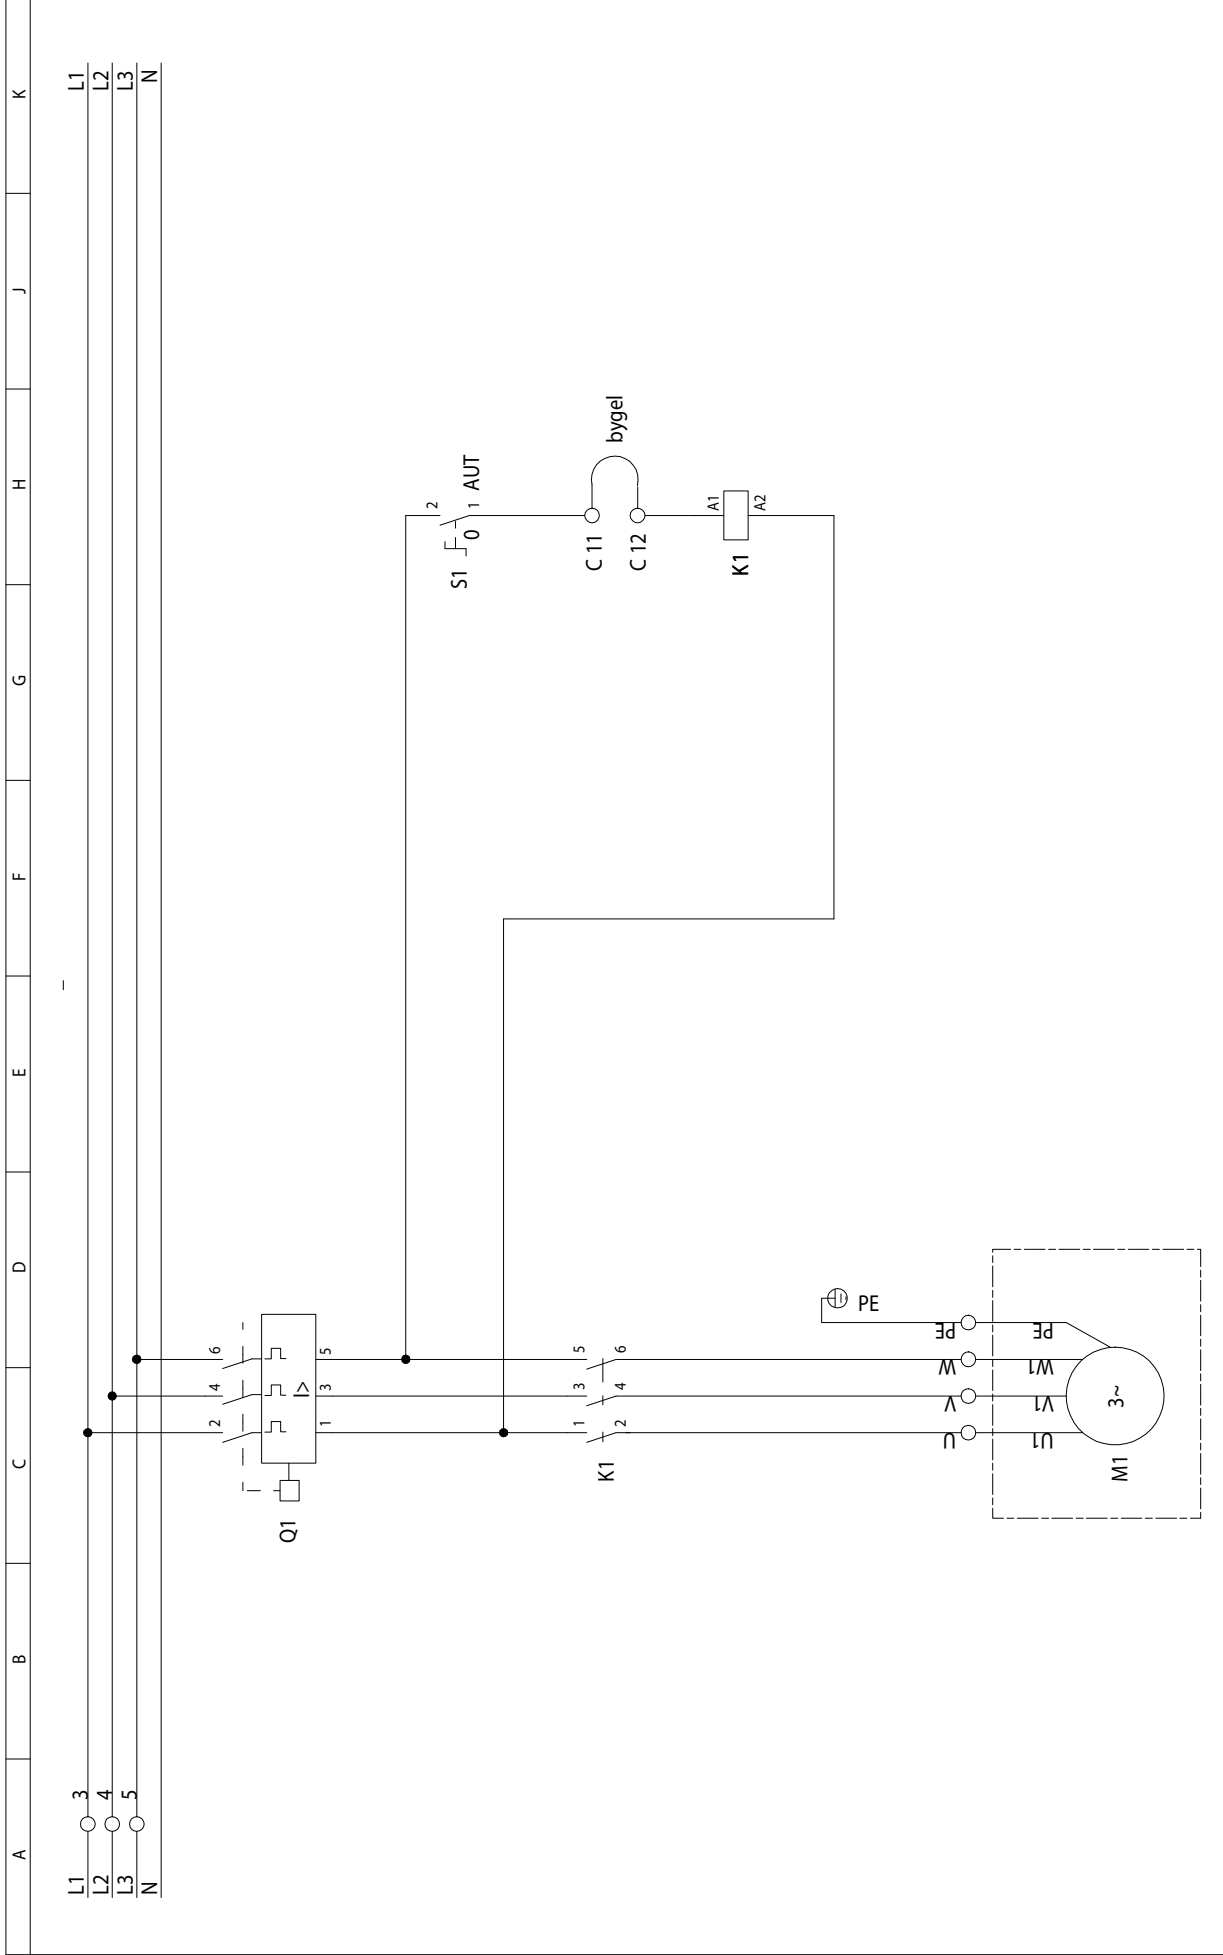 A B C D E F G H J K
L1 3 L1
L2 4 L2
L3 5 L3
N N
2 4 6
I>
Q1
1 3 5
2
S1 0 1 AUT
1 3 5
K1
2 4 6
C 11
bygel
C 12
A1
K1
A2
PE
U V W PE
U1 V1 W1 PE
3~
M1